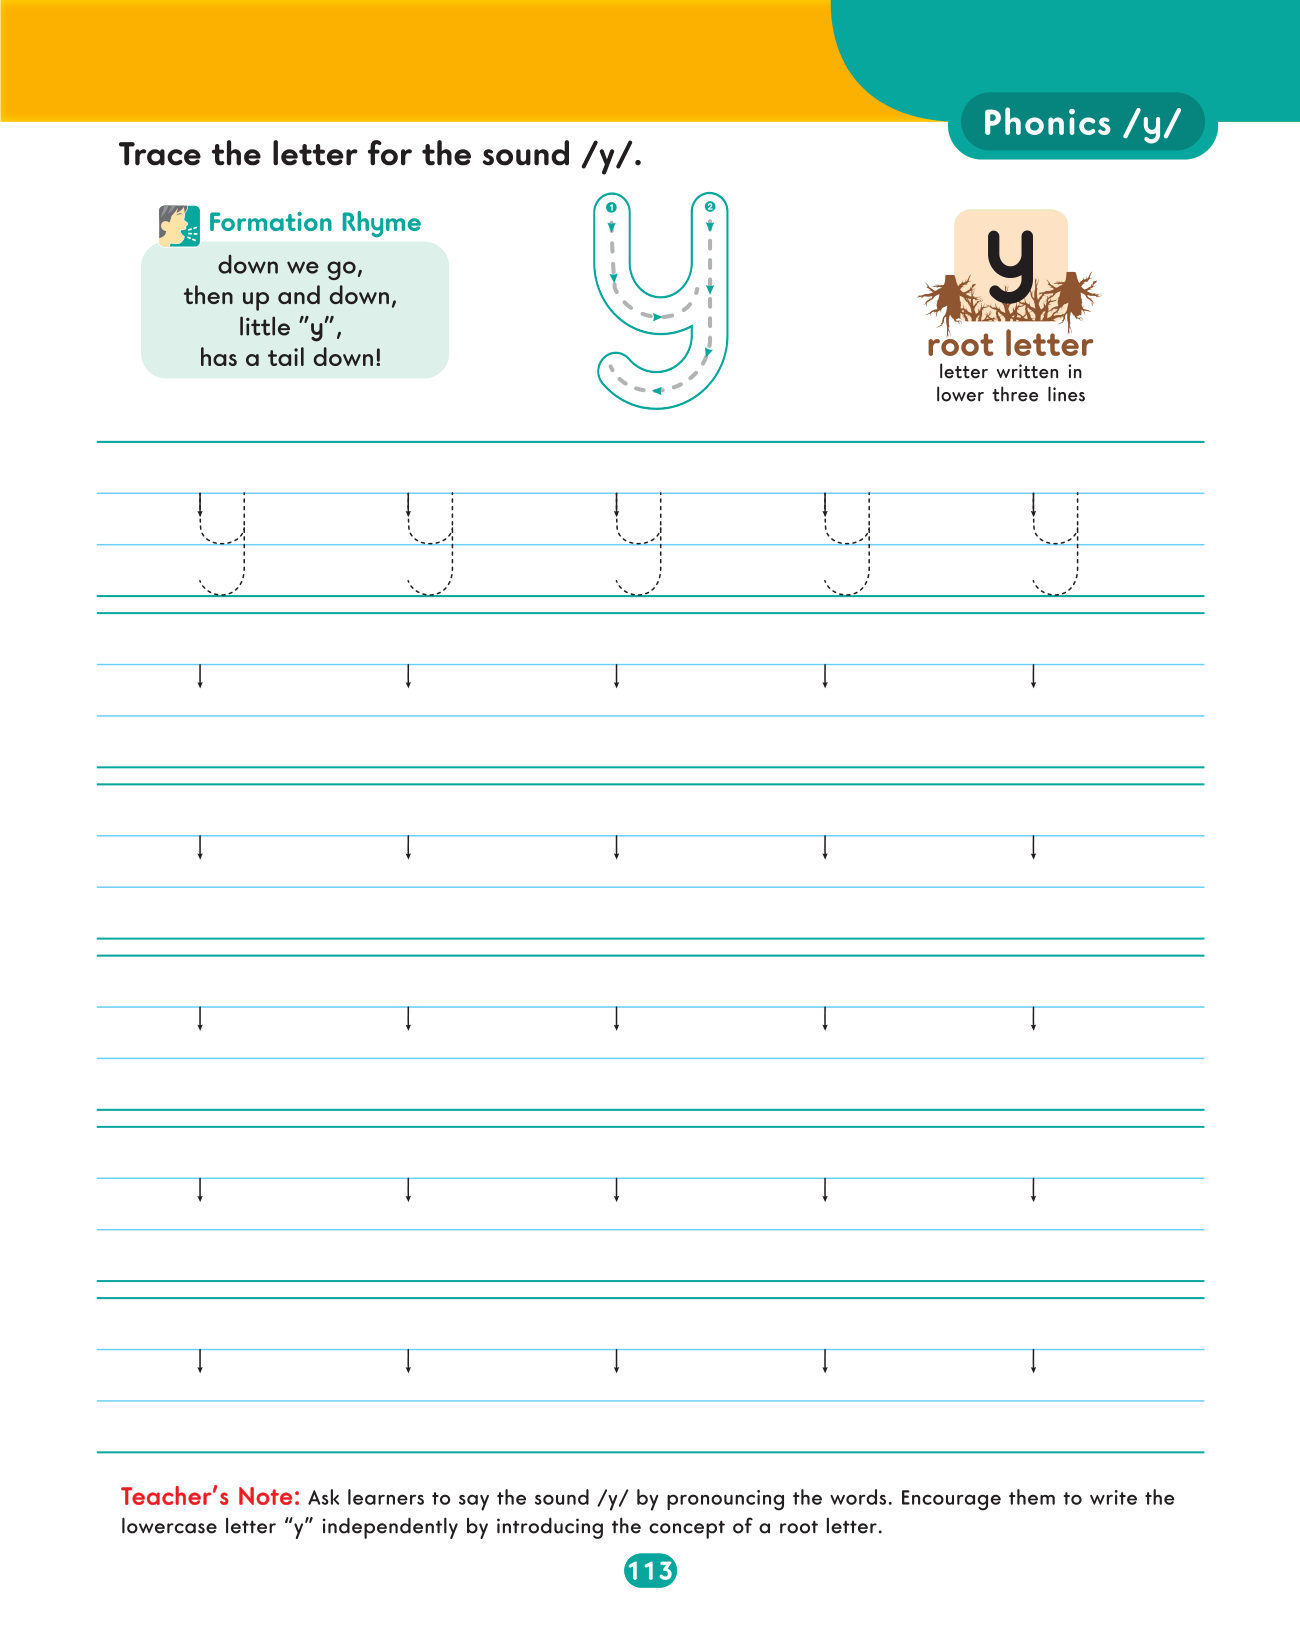 Phonics /y/
Trace the letter for the sound /y/.
Formation Rhyme
down we go,
then up and down,
little "y",
has a tail down!
1 2
y
root letter
letter written in
lower three lines
y y y y y
Teacher's Note: Ask learners to say the sound /y/ by pronouncing the words. Encourage them to write the
lowercase letter “y” independently by introducing the concept of a root letter.
113